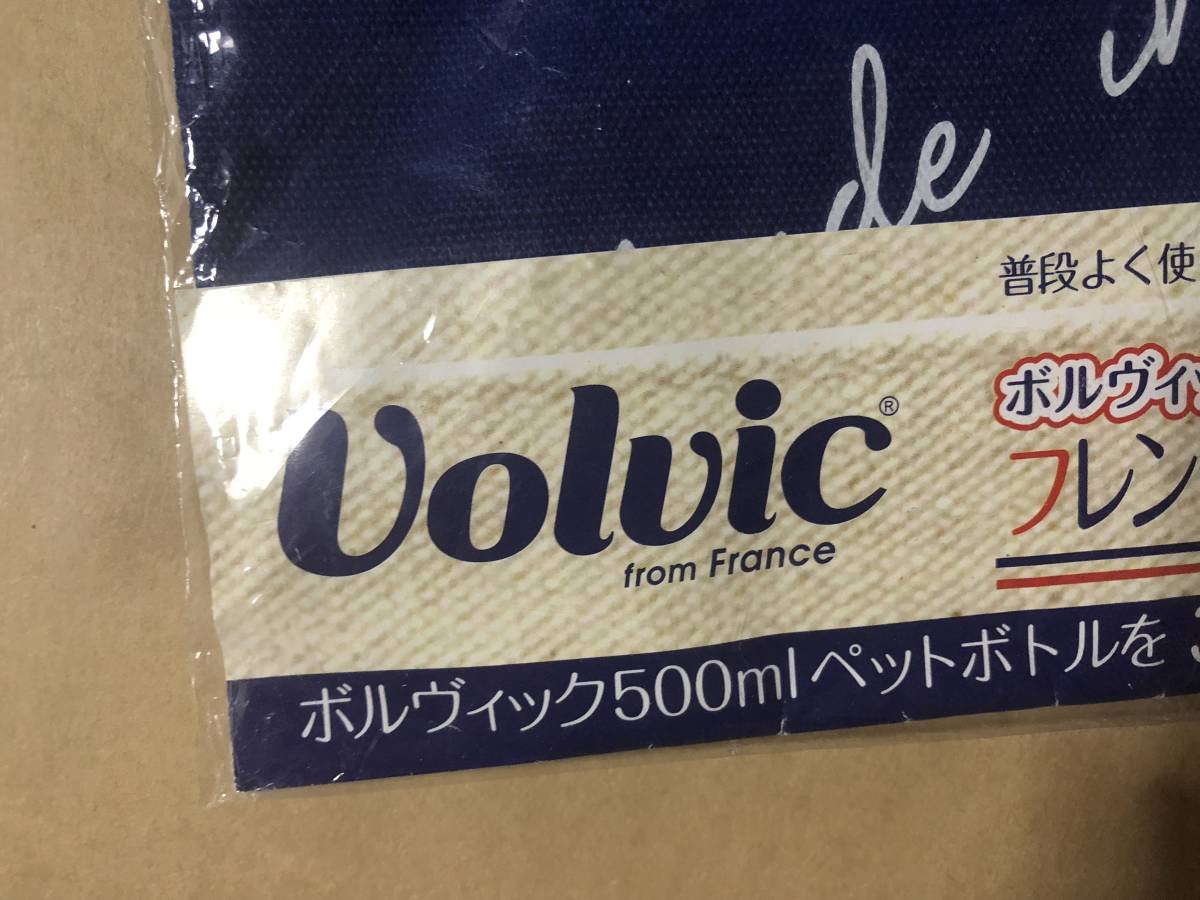 de
普段よく使
Volvic®
from France
ボルヴィッ
フレン
ボルヴィック500mlペットボトルを